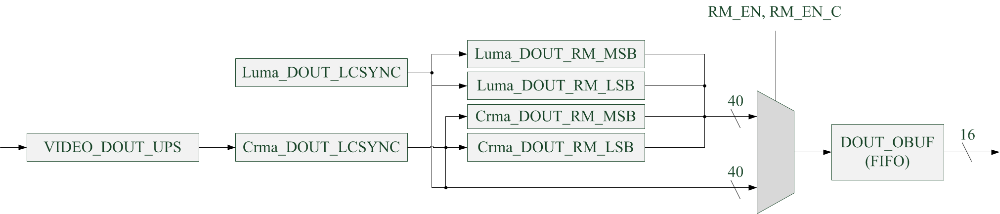 RM_EN, RM_EN_C
Luma_DOUT_RM_MSB
Luma_DOUT_LCSYNC
Luma_DOUT_RM_LSB
40
Crma_DOUT_RM_MSB
VIDEO_DOUT_UPS
Crma_DOUT_LCSYNC
Crma_DOUT_RM_LSB
DOUT_OBUF
(FIFO)
16
40